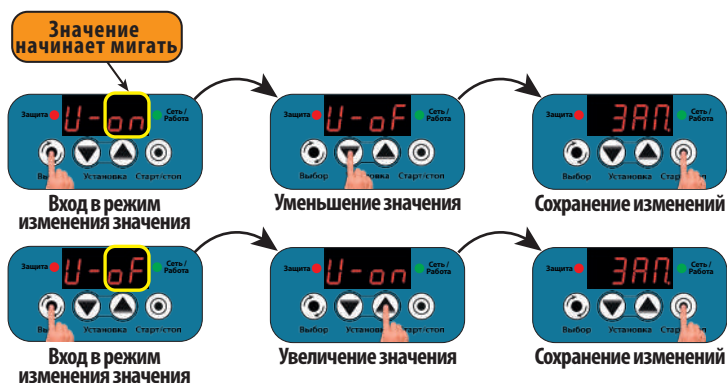 Значение
начинает мигать
Защита U-on Сеть /
Работа
Выбор Установка Старт/стоп
Вход в режим
изменения значения
Защита U-oF Сеть /
Работа
Выбор Старт/стоп
Уменьшение значения
Защита ЗАП. Сеть /
Работа
Выбор Установка
Сохранение изменений
Защита U-oF Сеть /
Работа
Установка Старт/стоп
Вход в режим
изменения значения
Защита U-on Сеть /
Работа
Выбор Старт/стоп
Увеличение значения
Защита ЗАП. Сеть /
Работа
Выбор Установка
Сохранение изменений